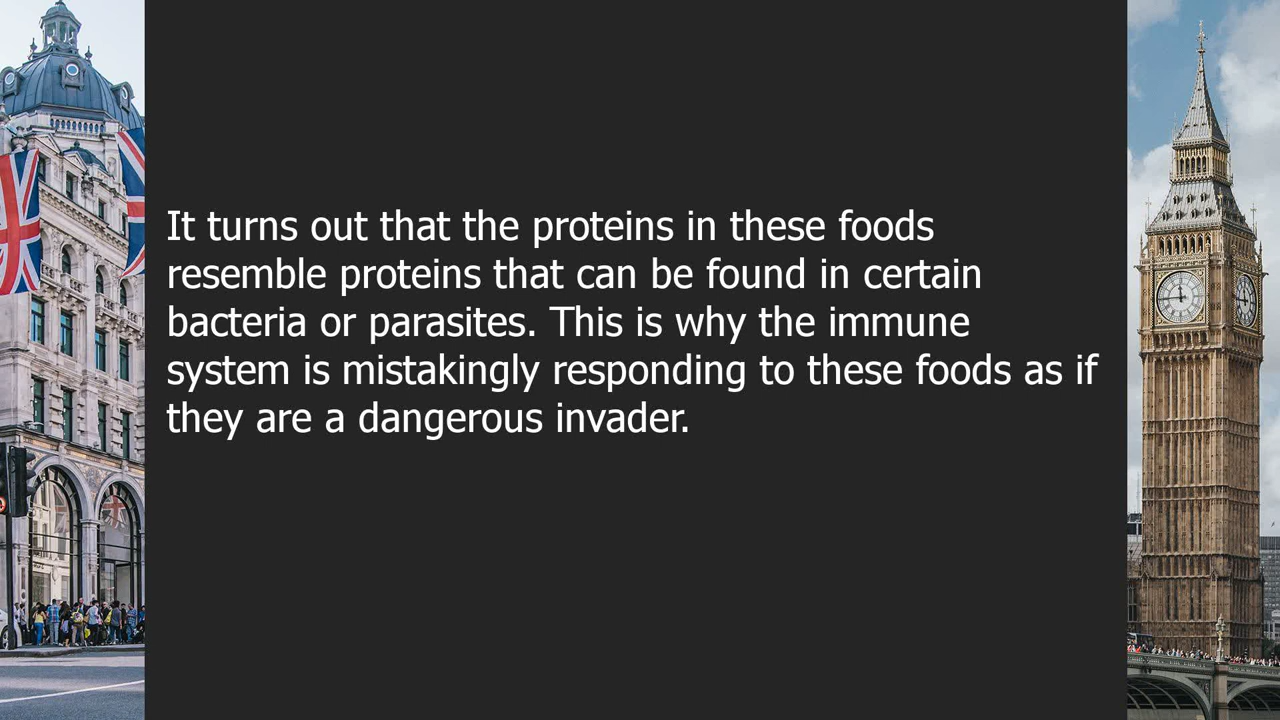 It turns out that the proteins in these foods
resemble proteins that can be found in certain
bacteria or parasites. This is why the immune
system is mistakingly responding to these foods as if
they are a dangerous invader.